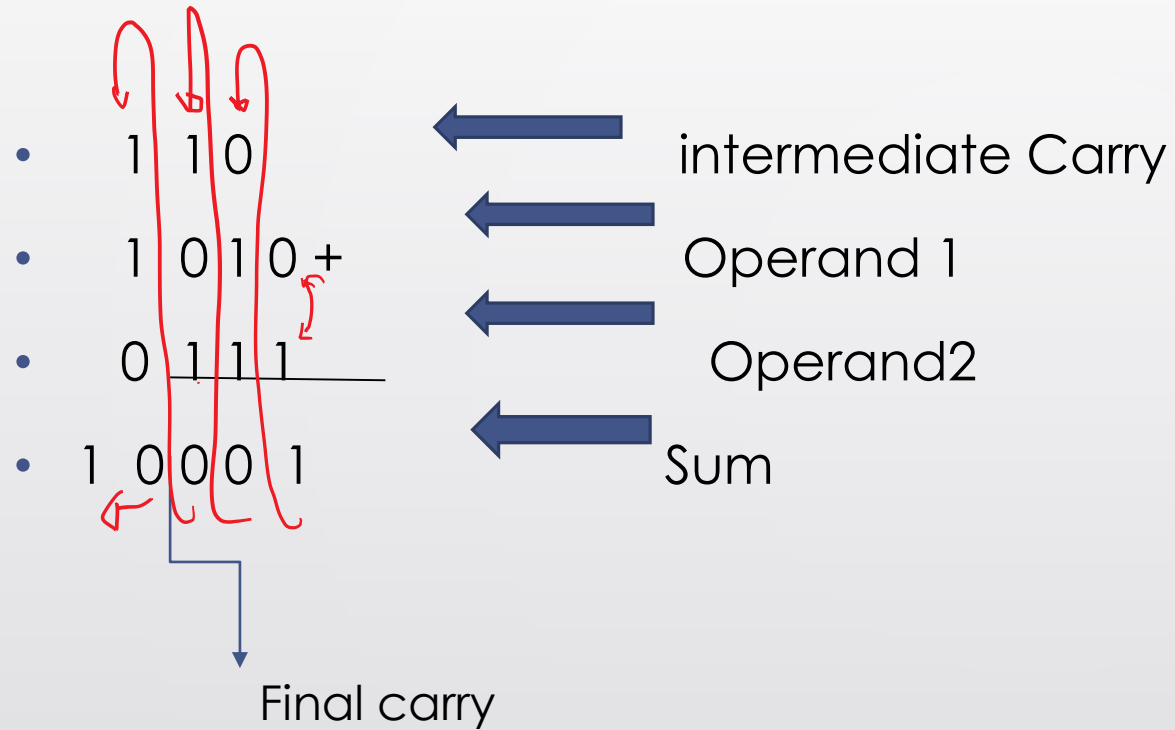 • 1 1 0 intermediate Carry
• 1 0 1 0 + Operand 1
• 0 1 1 1 Operand2
• 1 0 0 0 1 Sum
Final carry